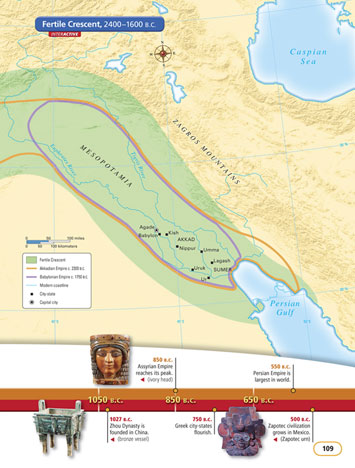 Fertile Crescent, 2400–1600 B.C.
INTERACTIVE
Caspian
Sea
ZAGROS MOUNTAINS
MESOPOTAMIA
Euphrates River
Tigris River
Agade
Babylon
Kish
AKKAD
Nippur
Umma
Lagash
Uruk
SUMER
Ur
Persian
Gulf
0 50 100 miles
0 50 100 kilometers
Fertile Crescent
Akkadian Empire c. 2300 B.C.
Babylonian Empire c. 1750 B.C.
Modern coastline
City-state
Capital city
850 B.C.
Assyrian Empire
reaches its peak.
(ivory head)
550 B.C.
Persian Empire is
largest in world.
1050 B.C.
850 B.C.
650 B.C.
1027 B.C.
Zhou Dynasty is
founded in China.
(bronze vessel)
750 B.C.
Greek city-states
flourish.
500 B.C.
Zapotec civilization
grows in Mexico.
(Zapotec urn)
109